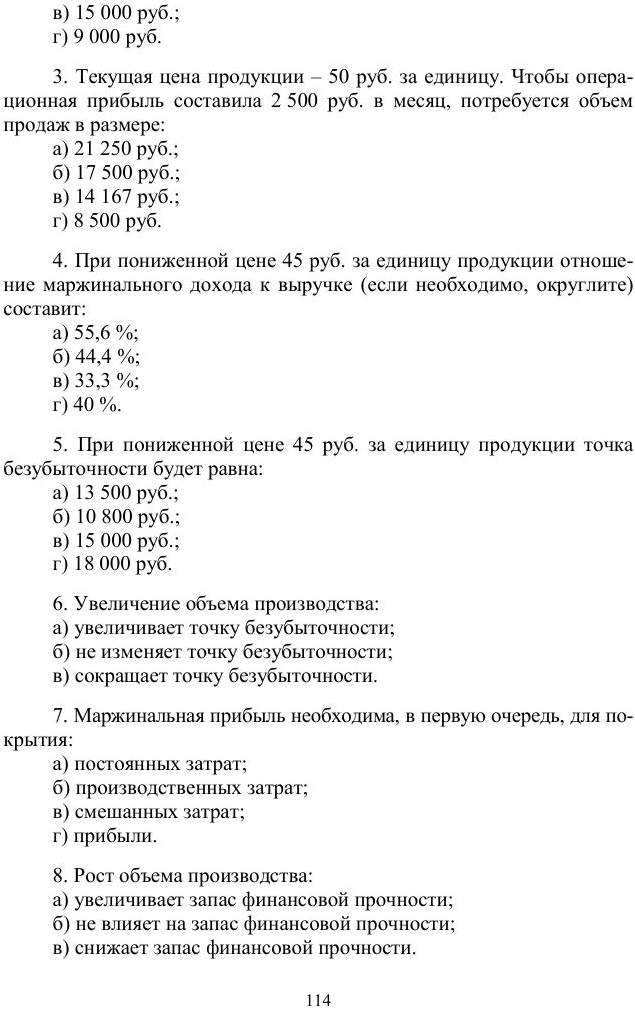 в) 15 000 руб.;
г) 9 000 руб.
3. Текущая цена продукции – 50 руб. за единицу. Чтобы опера-
ционная прибыль составила 2 500 руб. в месяц, потребуется объем
продаж в размере:
а) 21 250 руб.;
б) 17 500 руб.;
в) 14 167 руб.;
г) 8 500 руб.
4. При пониженной цене 45 руб. за единицу продукции отноше-
ние маржинального дохода к выручке (если необходимо, округлите)
составит:
а) 55,6 %;
б) 44,4 %;
в) 33,3 %;
г) 40 %.
5. При пониженной цене 45 руб. за единицу продукции точка
безубыточности будет равна:
а) 13 500 руб.;
б) 10 800 руб.;
в) 15 000 руб.;
г) 18 000 руб.
6. Увеличение объема производства:
а) увеличивает точку безубыточности;
б) не изменяет точку безубыточности;
в) сокращает точку безубыточности.
7. Маржинальная прибыль необходима, в первую очередь, для по-
крытия:
а) постоянных затрат;
б) производственных затрат;
в) смешанных затрат;
г) прибыли.
8. Рост объема производства:
а) увеличивает запас финансовой прочности;
б) не влияет на запас финансовой прочности;
в) снижает запас финансовой прочности.
114